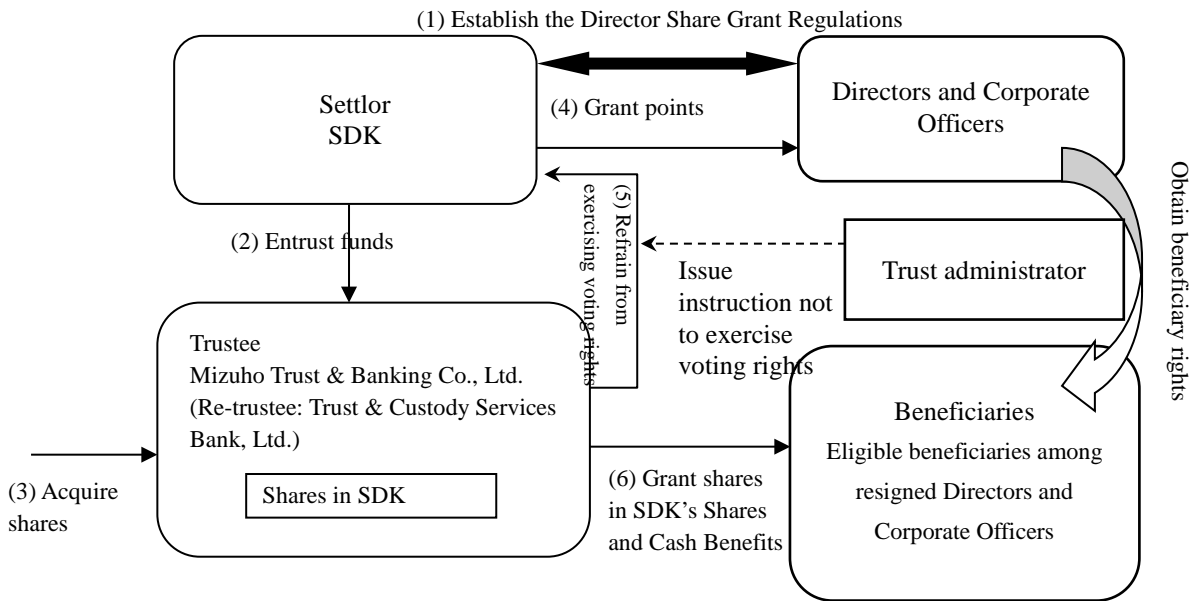 (1) Establish the Director Share Grant Regulations
Settlor
SDK
(4) Grant points
Directors and Corporate
Officers
Obtain beneficiary rights
(2) Entrust funds
(5) Refrain from
exercising voting rights
Issue
instruction not
to exercise
voting rights
Trust administrator
Trustee
Mizuho Trust & Banking Co., Ltd.
(Re-trustee: Trust & Custody Services
Bank, Ltd.)
Shares in SDK
(3) Acquire
shares
(6) Grant shares
in SDK's Shares
and Cash Benefits
Beneficiaries
Eligible beneficiaries among
resigned Directors and
Corporate Officers